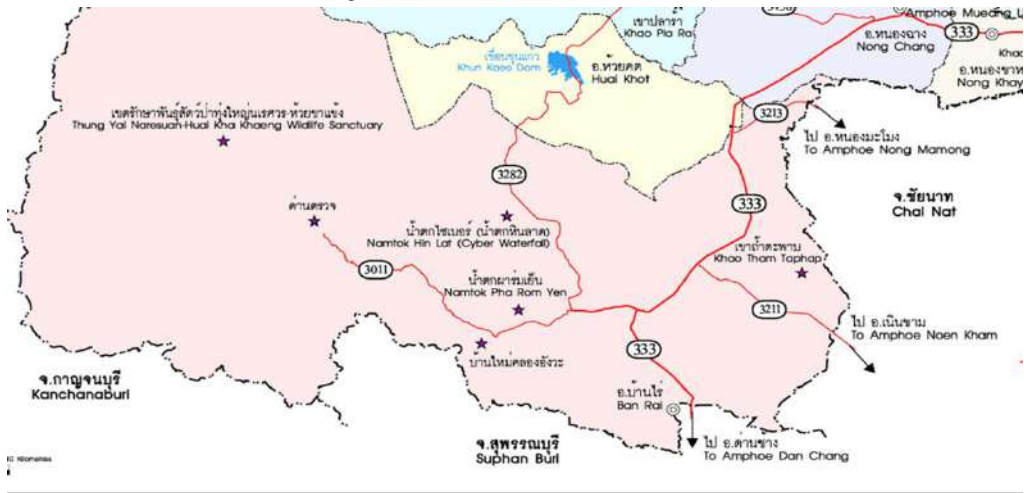 เขาปลารา
Khao Pla Ra
3456
Amphoe Mueang U
อ.หนองฉาง
Nong Chang
333
Khao
อ.หนองขาห
Nong Khay
เขื่อนขุนแก้ว
Khun Kaeo Dam
อ.ห้วยคต
Huai Khot
เขตรักษาพันธุ์สัตว์ป่าทุ่งใหญ่นเรศวร-ห้วยขาแข้ง
Thung Yai Naresuan-Huai Kha Khaeng Wildlife Sanctuary
3213
ไป อ.หนองมะโมง
To Amphoe Nong Mamong
3282
จ.ชัยนาท
Chai Nat
ด่านตรวจ
333
น้ำตกไซเบอร์ (น้ำตกหินลาด)
Namtok Hin Lat (Cyber Waterfall)
เขาถ้ำตะพาบ
Khao Tham Taphap
3011
น้ำตกผาร่มเย็น
Namtok Pha Rom Yen
3211
ไป อ.เนินขาม
To Amphoe Noen Kham
333
บ้านใหม่คลองอังวะ
จ.กาญจนบุรี
Kanchanaburi
อ.บ้านไร่
Ban Rai
จ.สุพรรณบุรี
Suphan Buri
ไป อ.ด่านช้าง
To Amphoe Dan Chang
Kilometres